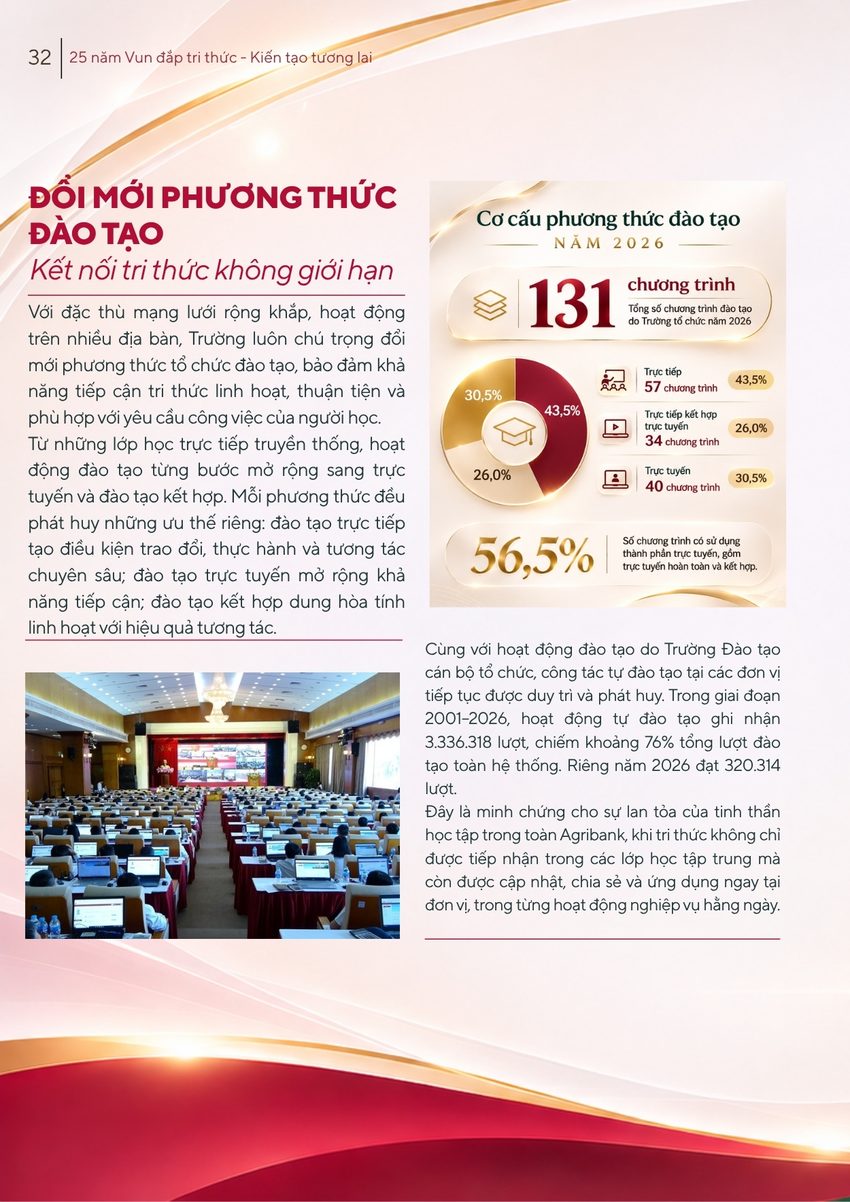 32
25 năm Vun đắp tri thức - Kiến tạo tương lai
ĐỔI MỚI PHƯƠNG THỨC
ĐÀO TẠO
Kết nối tri thức không giới hạn
Với đặc thù mạng lưới rộng khắp, hoạt động
trên nhiều địa bàn, Trường luôn chú trọng đổi
mới phương thức tổ chức đào tạo, bảo đảm khả
năng tiếp cận tri thức linh hoạt, thuận tiện và
phù hợp với yêu cầu công việc của người học.
Từ những lớp học trực tiếp truyền thống, hoạt
động đào tạo từng bước mở rộng sang trực
tuyến và đào tạo kết hợp. Mỗi phương thức đều
phát huy những ưu thế riêng: đào tạo trực tiếp
tạo điều kiện trao đổi, thực hành và tương tác
chuyên sâu; đào tạo trực tuyến mở rộng khả
năng tiếp cận; đào tạo kết hợp dung hòa tính
linh hoạt với hiệu quả tương tác.
Cơ cấu phương thức đào tạo
NĂM 2026
131
chương trình
Tổng số chương trình đào tạo
do Trường tổ chức năm 2026
30,5%
43,5%
26,0%
Trực tiếp
57 chương trình
43,5%
Trực tiếp kết hợp
trực tuyến
34 chương trình
26,0%
Trực tuyến
40 chương trình
30,5%
56,5%
Số chương trình có sử dụng
thành phần trực tuyến, gồm
trực tuyến hoàn toàn và kết hợp.
Cùng với hoạt động đào tạo do Trường Đào tạo
cán bộ tổ chức, công tác tự đào tạo tại các đơn vị
tiếp tục được duy trì và phát huy. Trong giai đoạn
2001–2026, hoạt động tự đào tạo ghi nhận
3.336.318 lượt, chiếm khoảng 76% tổng lượt đào
tạo toàn hệ thống. Riêng năm 2026 đạt 320.314
lượt.
Đây là minh chứng cho sự lan tỏa của tinh thần
học tập trong toàn Agribank, khi tri thức không chỉ
được tiếp nhận trong các lớp học tập trung mà
còn được cập nhật, chia sẻ và ứng dụng ngay tại
đơn vị, trong từng hoạt động nghiệp vụ hằng ngày.